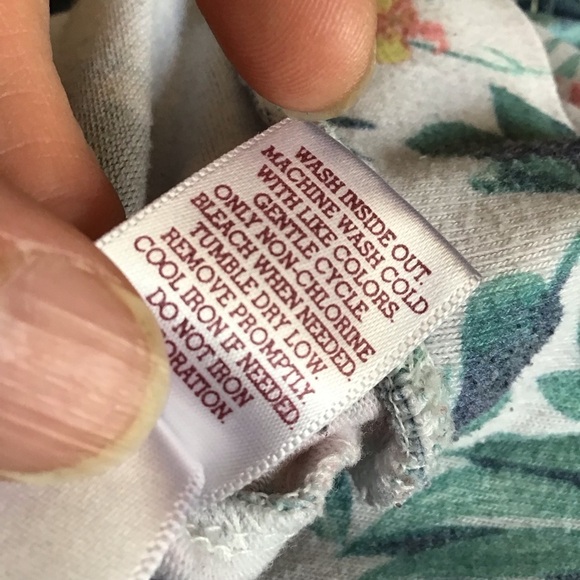 WASH INSIDE OUT
MACHINE WASH COLD
WITH LIKE COLORS.
GENTLE CYCLE.
ONLY NON-CHLORINE
BLEACH WHEN NEEDED.
TUMBLE DRY LOW.
REMOVE PROMPTLY.
COOL IRON IF NEEDED
DO NOT IRON